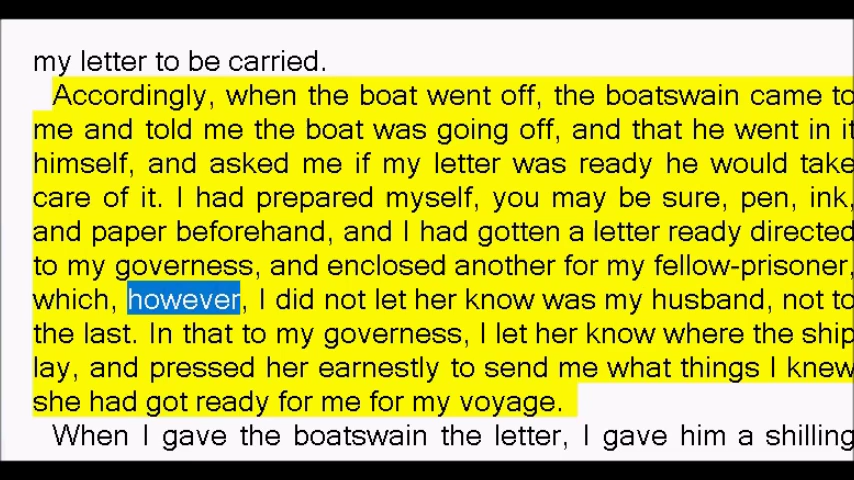 my letter to be carried.
Accordingly, when the boat went off, the boatswain came to
me and told me the boat was going off, and that he went in it
himself, and asked me if my letter was ready he would take
care of it. I had prepared myself, you may be sure, pen, ink,
and paper beforehand, and I had gotten a letter ready directed
to my governess, and enclosed another for my fellow-prisoner,
which, however, I did not let her know was my husband, not to
the last. In that to my governess, I let her know where the ship
lay, and pressed her earnestly to send me what things I knew
she had got ready for me for my voyage.
When I gave the boatswain the letter, I gave him a shilling